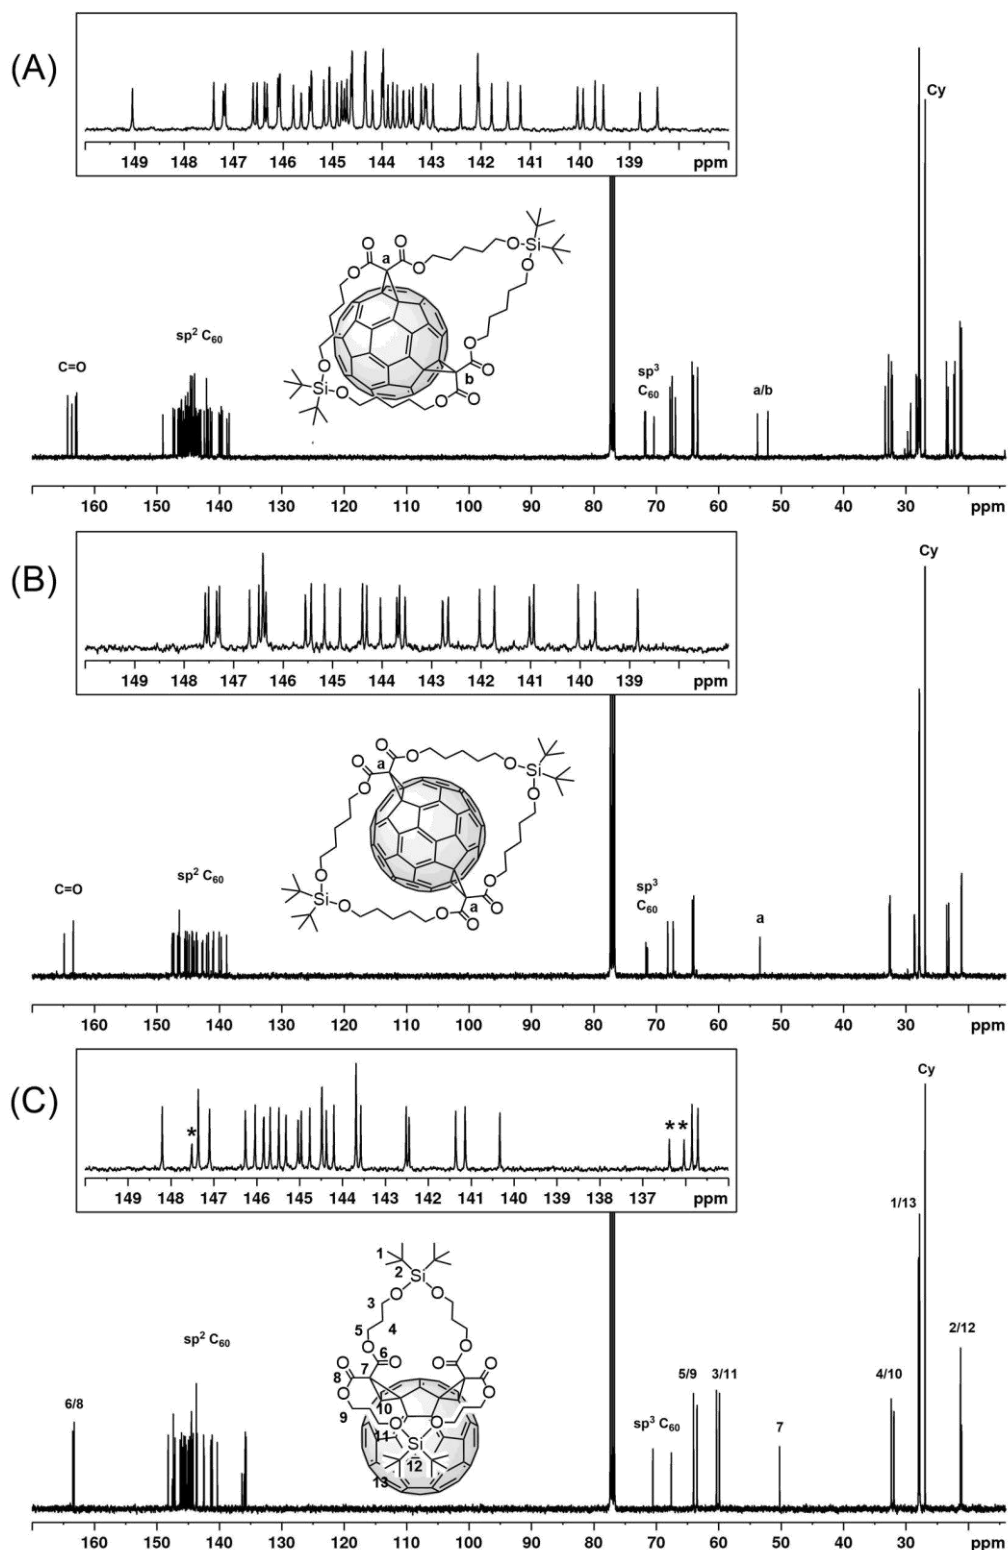 (A)
149 148 147 146 145 144 143 142 141 140 139 ppm
Cy
C=O
sp² C₆₀
sp³
C₆₀
a/b
a
b
O O
O O
O
Si
O
O
O
O
O
Si
O
O
160 150 140 130 120 110 100 90 80 70 60 50 40 30 ppm
(B)
149 148 147 146 145 144 143 142 141 140 139 ppm
Cy
C=O
sp² C₆₀
sp³
C₆₀
a
a
O O
O O
O
Si
O
O
O
Si
O
O
O
O
a
160 150 140 130 120 110 100 90 80 70 60 50 40 30 ppm
(C)
* * *
149 148 147 146 145 144 143 142 141 140 139 138 137 ppm
Cy
1/13
2/12
6/8
sp² C₆₀
sp³ C₆₀
5/9
3/11
7
4/10
1
2 Si
3 O O
5 4
O 6 O
O 7 O O
8
O O
9 10
O O
11 Si
12
13
160 150 140 130 120 110 100 90 80 70 60 50 40 30 ppm